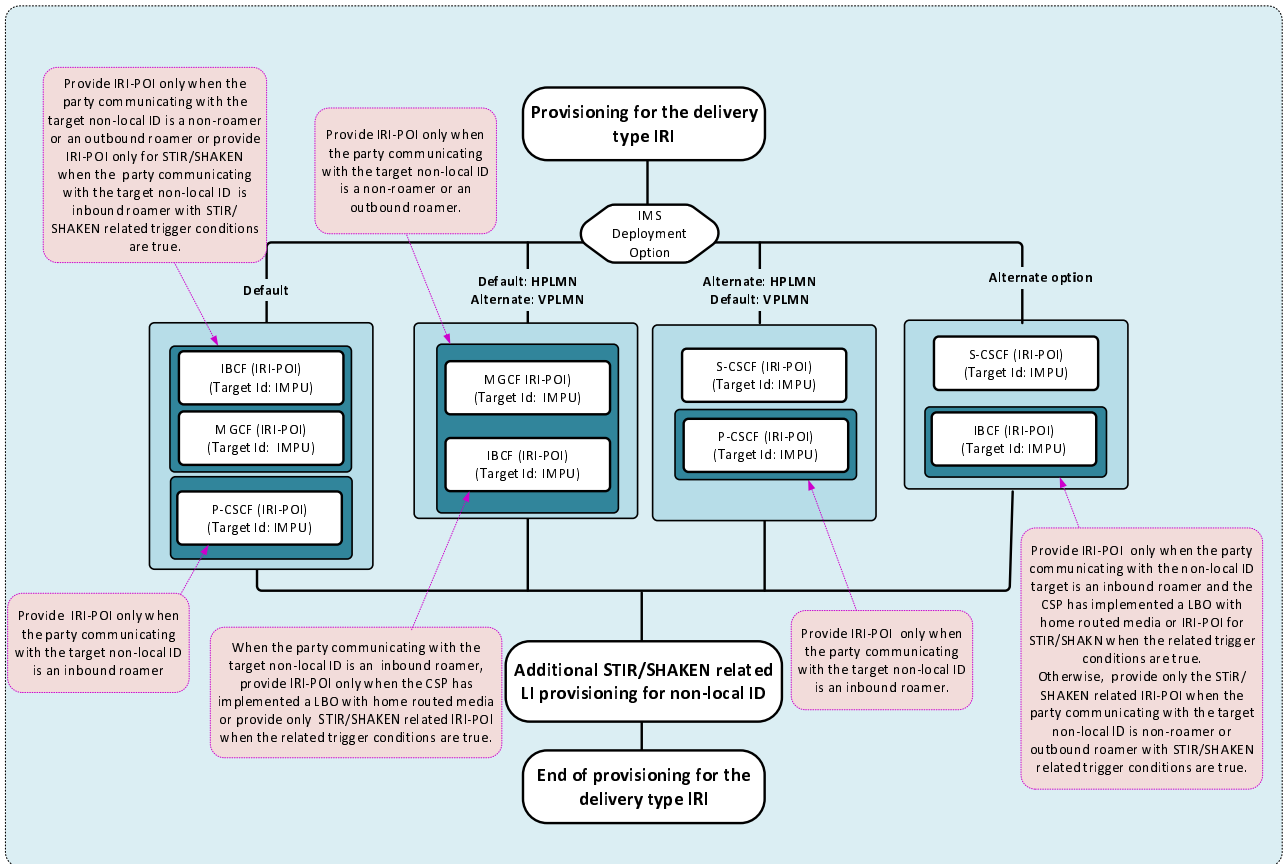 Provide IRI-POI only when the
party communicating with the
target non-local ID is a non-roamer
or an outbound roamer or provide
IRI-POI only for STIR/SHAKEN
when the party communicating
with the target non-local ID is
inbound roamer with STIR/
SHAKEN related trigger conditions
are true.
Provide IRI-POI only when
the party communicating
with the target non-local ID
is a non-roamer or an
outbound roamer.
Provisioning for the delivery
type IRI
IMS
Deployment
Option
Default
Default: HPLMN
Alternate: VPLMN
Alternate: HPLMN
Default: VPLMN
Alternate option
IBCF (IRI-POI)
(Target Id: IMPU)
MGCF (IRI-POI)
(Target Id: IMPU)
P-CSCF (IRI-POI)
(Target Id: IMPU)
MGCF IRI-POI)
(Target Id: IMPU)
IBCF (IRI-POI)
(Target Id: IMPU)
S-CSCF (IRI-POI)
(Target Id: IMPU)
P-CSCF (IRI-POI)
(Target Id: IMPU)
S-CSCF (IRI-POI)
(Target Id: IMPU)
IBCF (IRI-POI)
(Target Id: IMPU)
Provide IRI-POI only when
the party communicating
with the target non-local ID
is an inbound roamer
When the party communicating with the
target non-local ID is an inbound roamer,
provide IRI-POI only when the CSP has
implemented a LBO with home routed media
or provide only STIR/SHAKEN related IRI-POI
when the related trigger conditions are true.
Provide IRI-POI only when
the party communicating
with the target non-local ID
is an inbound roamer.
Provide IRI-POI only when the party
communicating with the non-local ID
target is an inbound roamer and the
CSP has implemented a LBO with
home routed media or IRI-POI for
STIR/SHAKN when the related trigger
conditions are true.
Otherwise, provide only the STiR/
SHAKEN related IRI-POI when the
party communicating with the target
non-local ID is non-roamer or
outbound roamer with STIR/SHAKEN
related trigger conditions are true.
Additional STIR/SHAKEN related
LI provisioning for non-local ID
End of provisioning for the
delivery type IRI